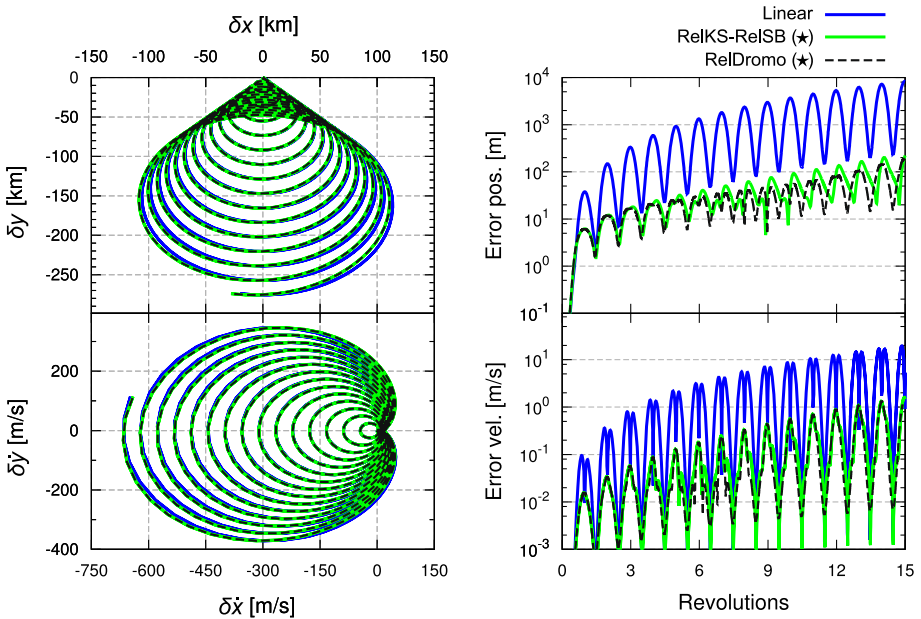 δx [km]
-150 -100 -50 0 50 100 150
0
-50
-100
-150
-200
-250
δy [km]
200
0
-200
-400
δẏ [m/s]
-750 -600 -450 -300 -150 0 150
δẋ [m/s]
Linear
RelKS-RelSB (★)
RelDromo (★)
10^4
10^3
10^2
10^1
10^0
10^-1
Error pos. [m]
10^1
10^0
10^-1
10^-2
10^-3
Error vel. [m/s]
0 3 6 9 12 15
Revolutions